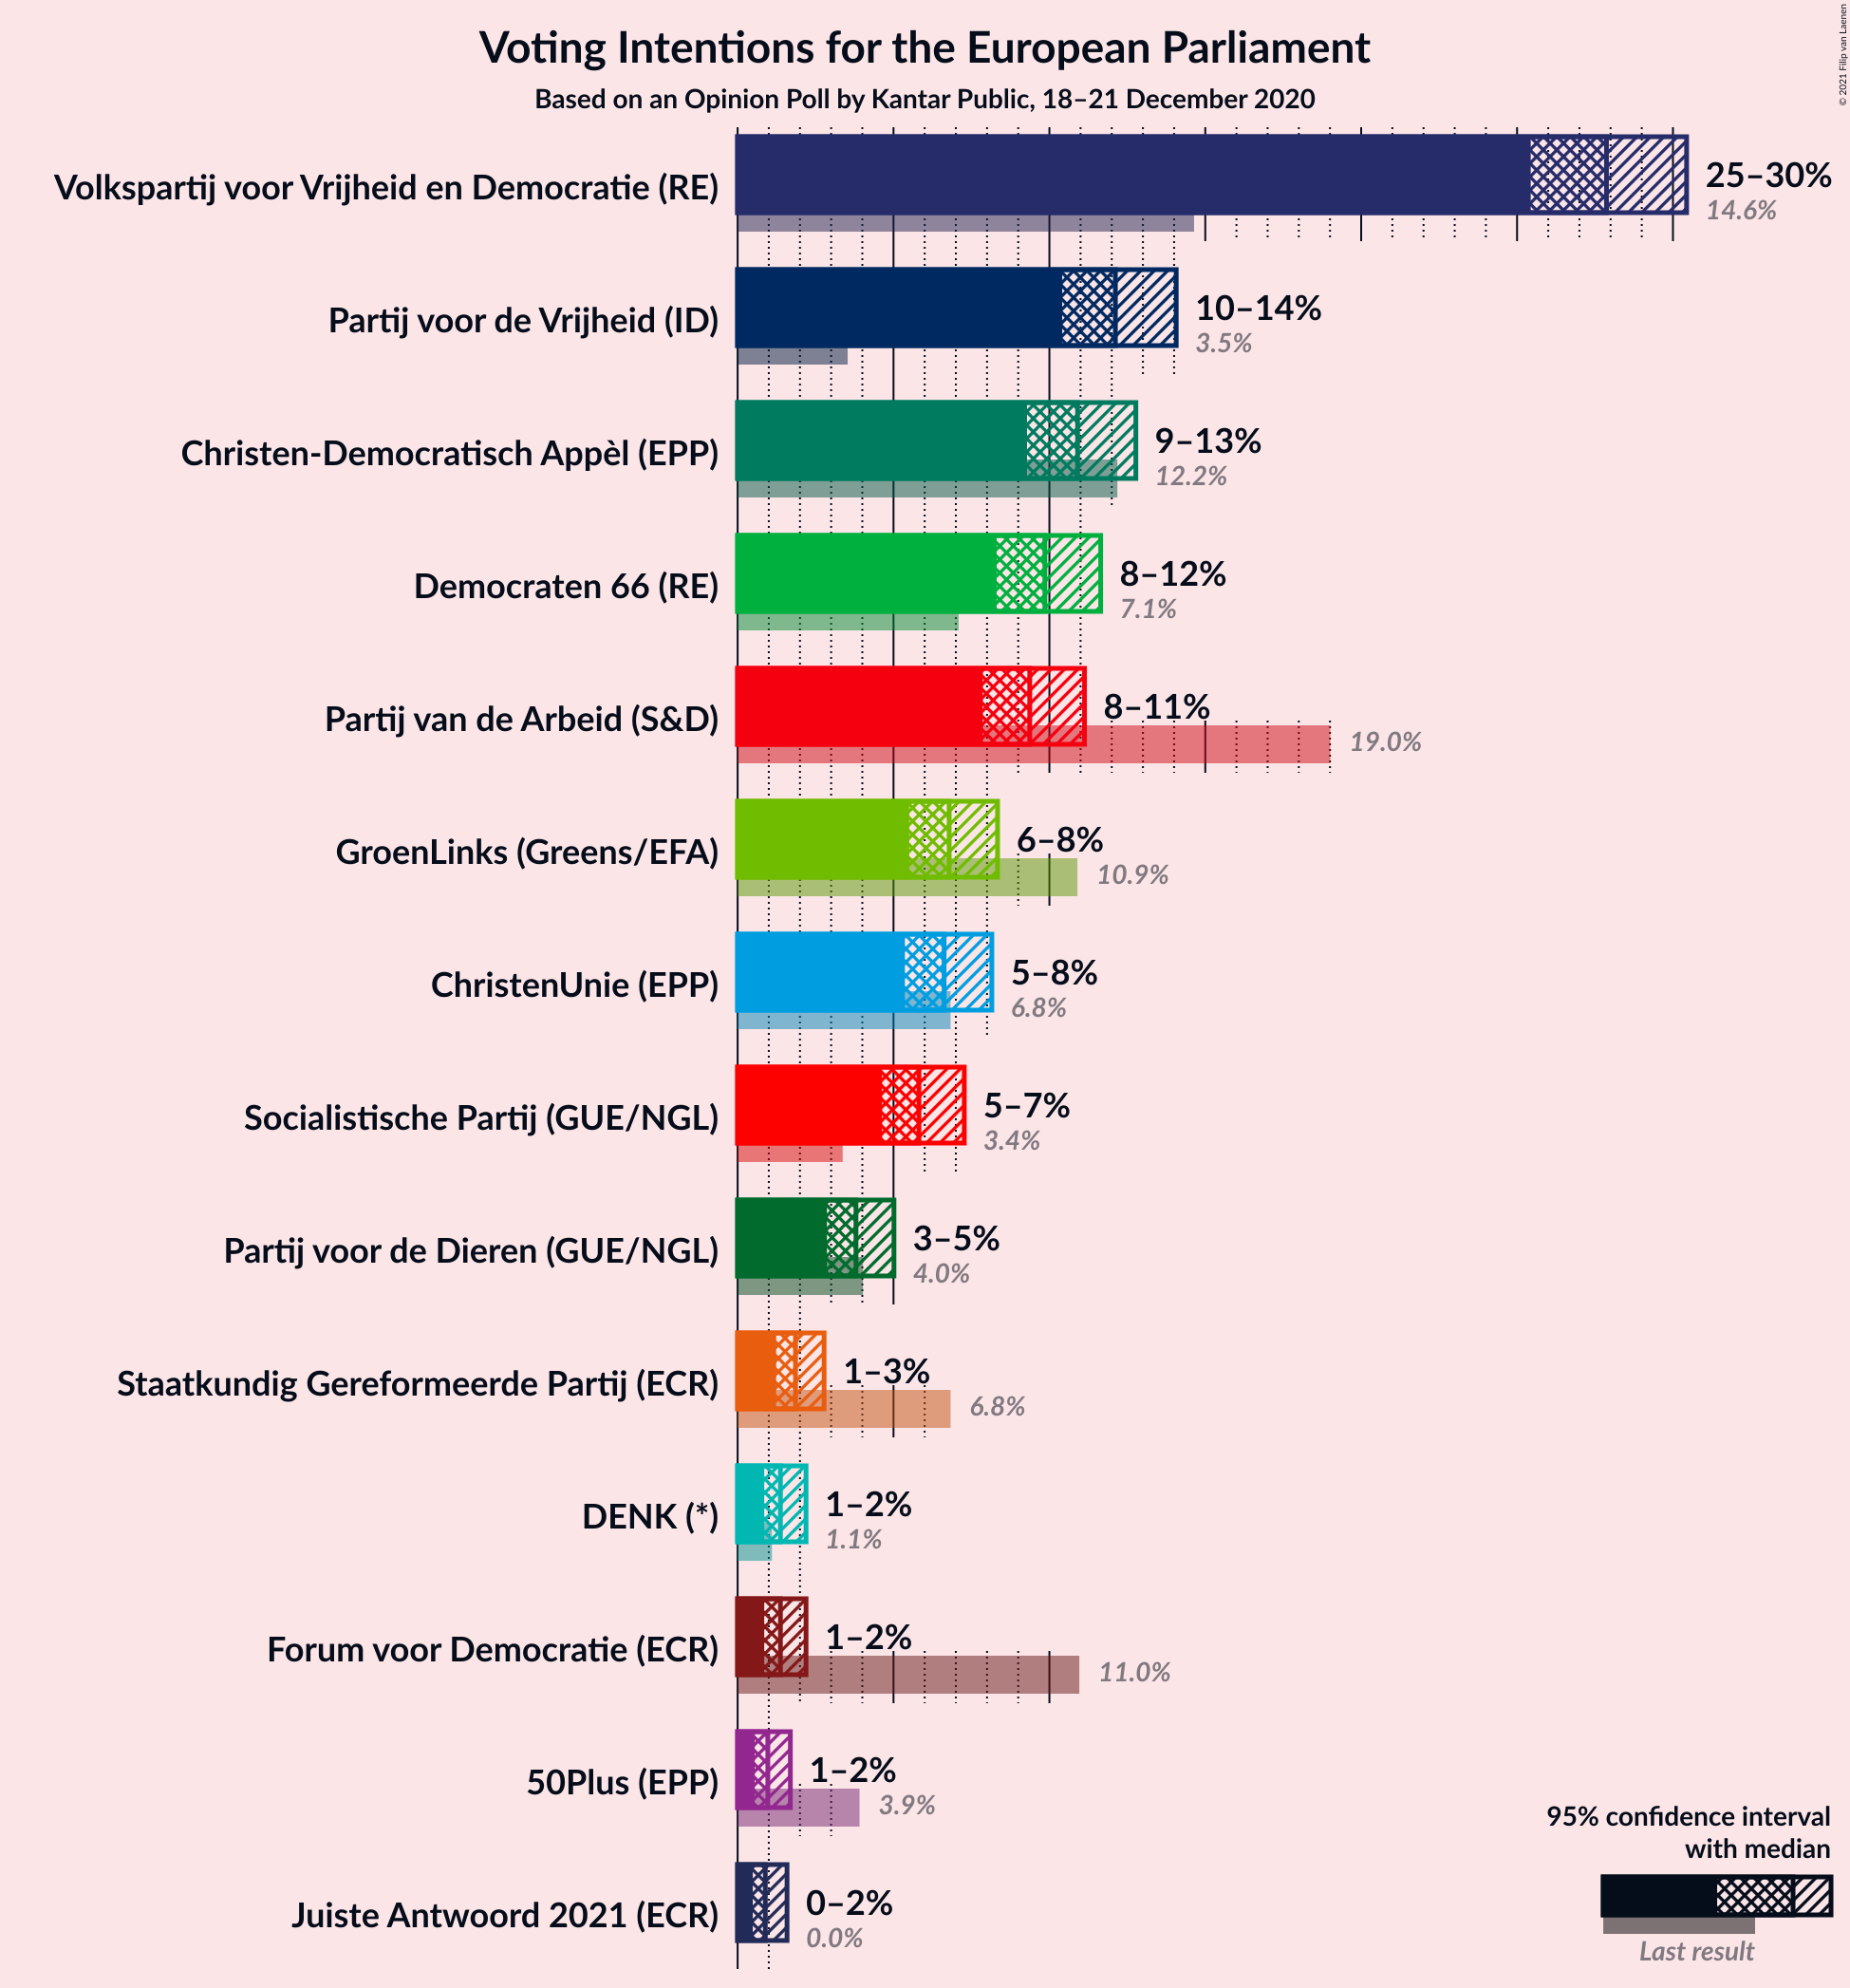 © 2021 Filip van Laenen
Voting Intentions for the European Parliament
Based on an Opinion Poll by Kantar Public, 18–21 December 2020
Volkspartij voor Vrijheid en Democratie (RE)
25–30%
14.6%
Partij voor de Vrijheid (ID)
10–14%
3.5%
Christen-Democratisch Appèl (EPP)
9–13%
12.2%
Democraten 66 (RE)
8–12%
7.1%
Partij van de Arbeid (S&D)
8–11%
19.0%
GroenLinks (Greens/EFA)
6–8%
10.9%
ChristenUnie (EPP)
5–8%
6.8%
Socialistische Partij (GUE/NGL)
5–7%
3.4%
Partij voor de Dieren (GUE/NGL)
3–5%
4.0%
Staatkundig Gereformeerde Partij (ECR)
1–3%
6.8%
DENK (*)
1–2%
1.1%
Forum voor Democratie (ECR)
1–2%
11.0%
50Plus (EPP)
1–2%
3.9%
Juiste Antwoord 2021 (ECR)
0–2%
0.0%
95% confidence interval
with median
Last result